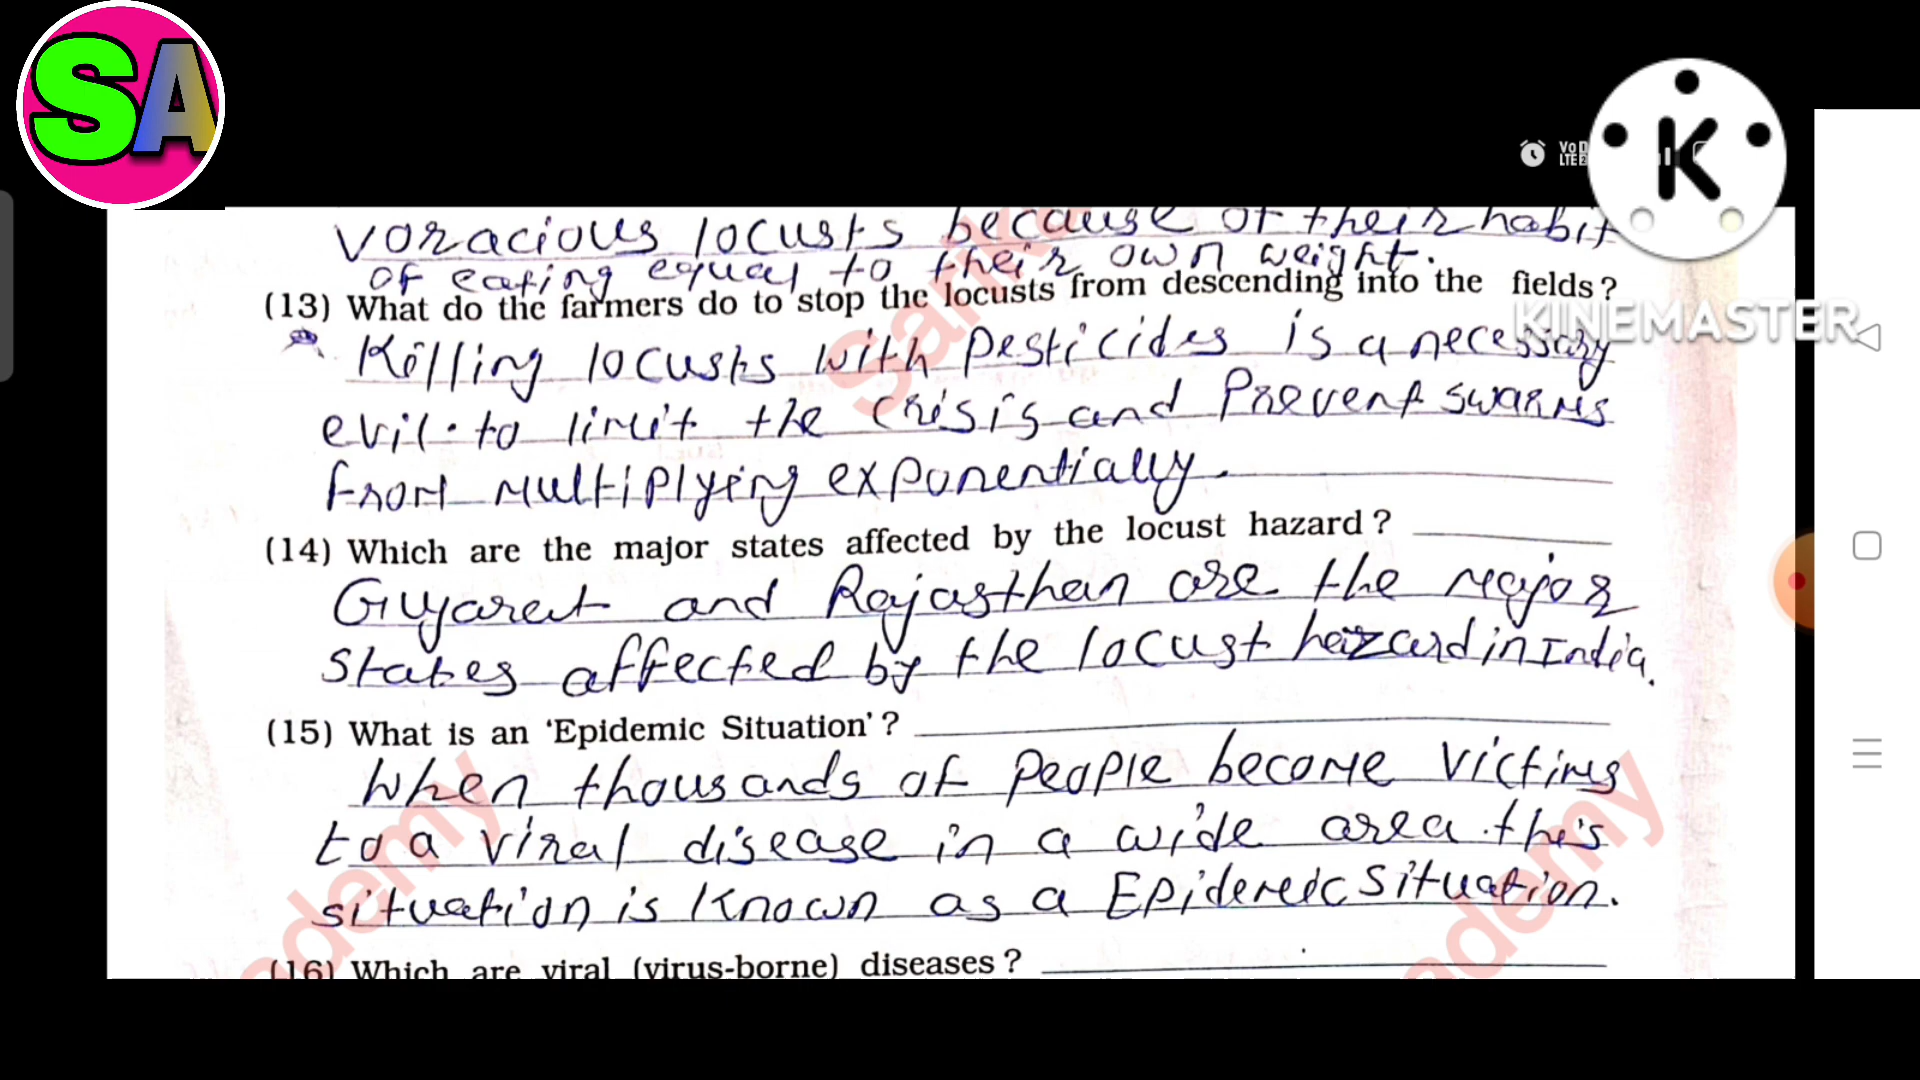 SA
VoD
LTE2
K
voracious locusts because of their habit
of eating equal to their own weight.
(13) What do the farmers do to stop the locusts from descending into the fields?
KINEMASTER
Killing locusts with Pesticides is a necessary
evil. to limit the crisis and Prevent swarms
from multiplying exponentially.
(14) Which are the major states affected by the locust hazard?
Gujarat and Rajasthan are the major
states affected by the locust hazard in India.
(15) What is an 'Epidemic Situation'?
When thousands of People become victims
to a viral disease in a wide area. this
situation is known as a Epidemic situation.
(16) Which are viral (virus-borne) diseases?
ademy
ademy